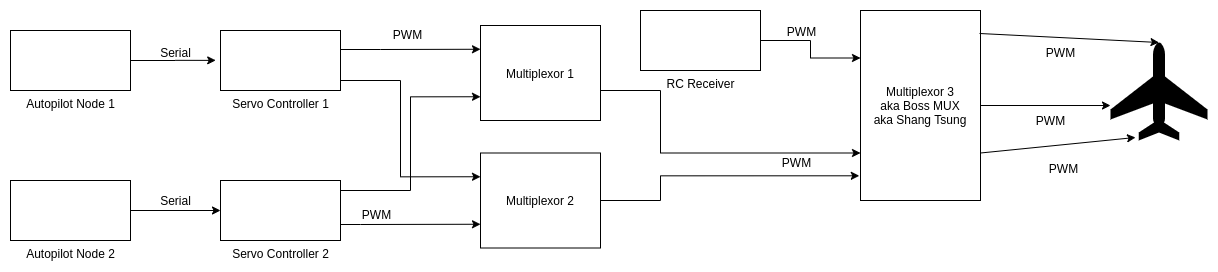 Serial
Autopilot Node 1
Servo Controller 1
PWM
Multiplexor 1
RC Receiver
PWM
Multiplexor 3
aka Boss MUX
aka Shang Tsung
PWM
PWM
PWM
PWM
Serial
Autopilot Node 2
Servo Controller 2
PWM
Multiplexor 2